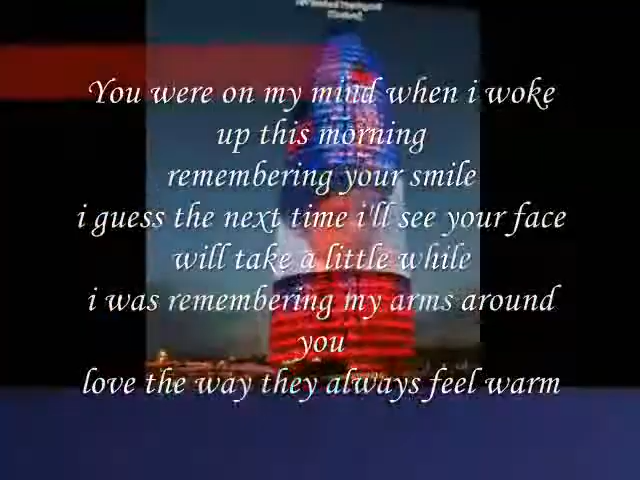 You were on my mind when i woke
up this morning
remembering your smile
i guess the next time i'll see your face
will take a little while
i was remembering my arms around
you
love the way they always feel warm